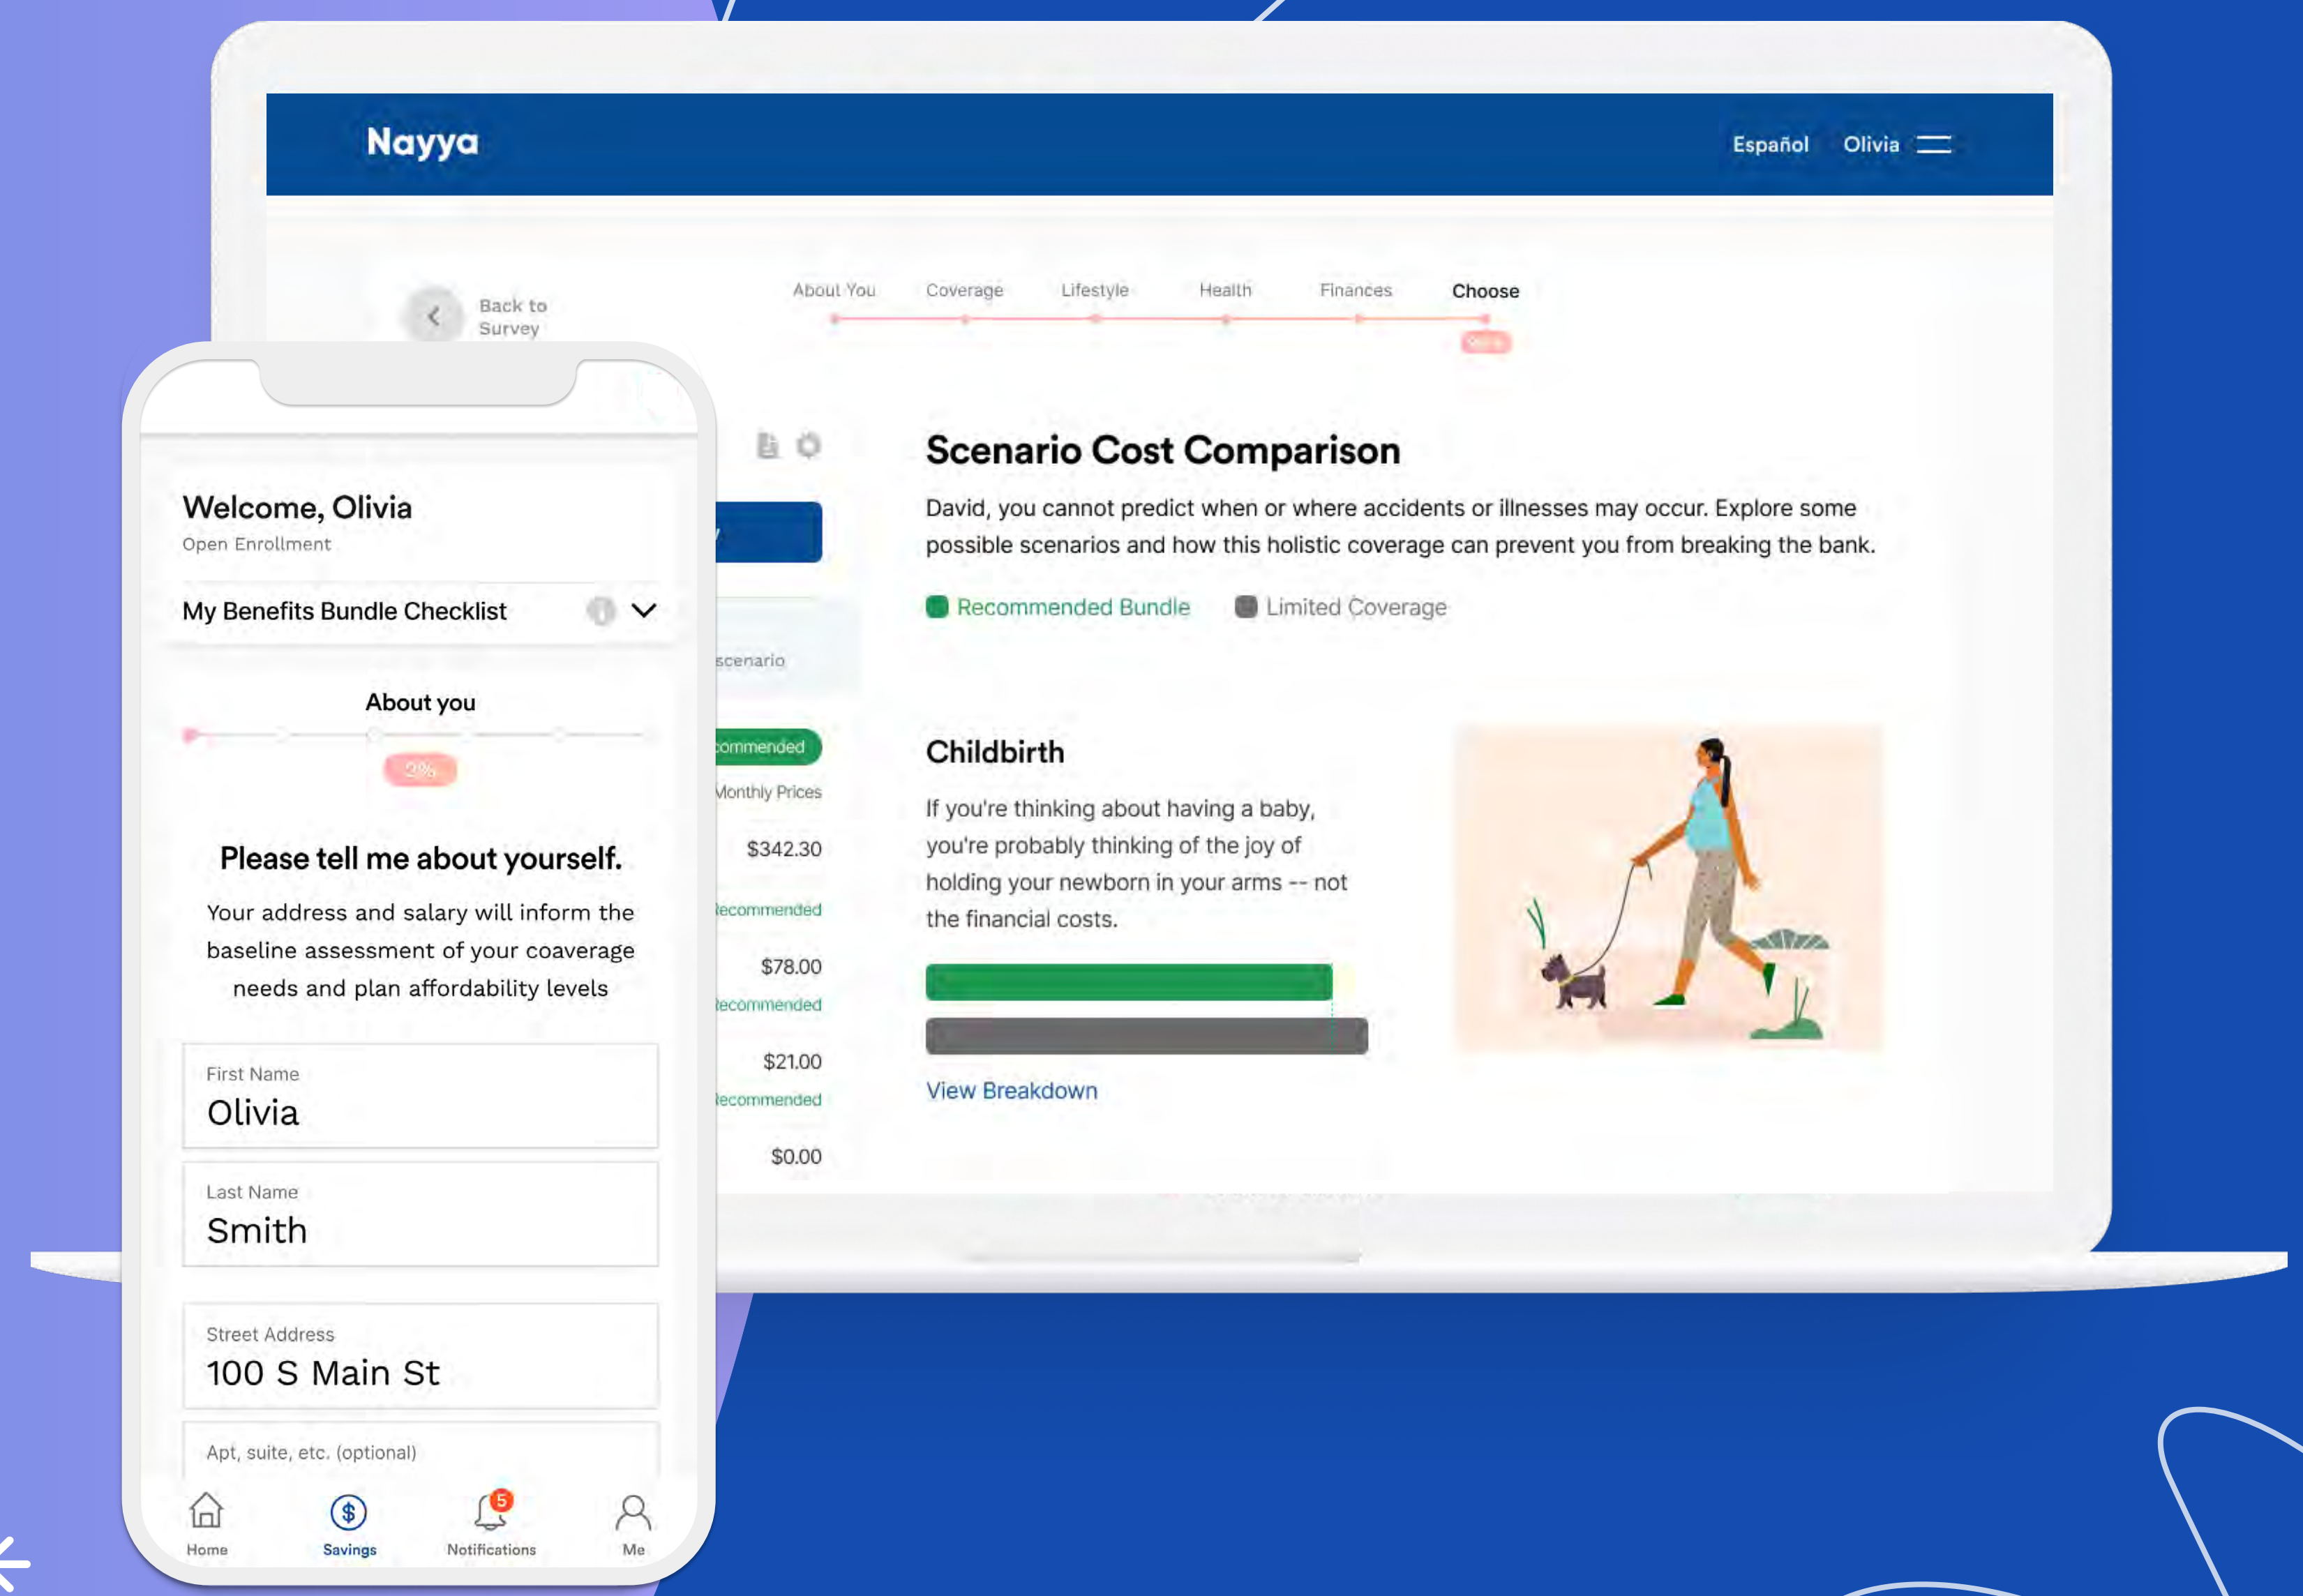 Nayya
Español
Olivia
Back to
Survey
About You
Coverage
Lifestyle
Health
Finances
Choose
Scenario Cost Comparison
David, you cannot predict when or where accidents or illnesses may occur. Explore some
possible scenarios and how this holistic coverage can prevent you from breaking the bank.
Recommended Bundle
Limited Coverage
scenario
Monthly Prices
$342.30
$78.00
$21.00
$0.00
Childbirth
If you're thinking about having a baby,
you're probably thinking of the joy of
holding your newborn in your arms -- not
the financial costs.
View Breakdown
Welcome, Olivia
Open Enrollment
My Benefits Bundle Checklist
About you
2%
Please tell me about yourself.
Your address and salary will inform the
baseline assessment of your coaverage
needs and plan affordability levels
First Name
Olivia
Last Name
Smith
Street Address
100 S Main St
Apt, suite, etc. (optional)
Home
Savings
5
Notifications
Me